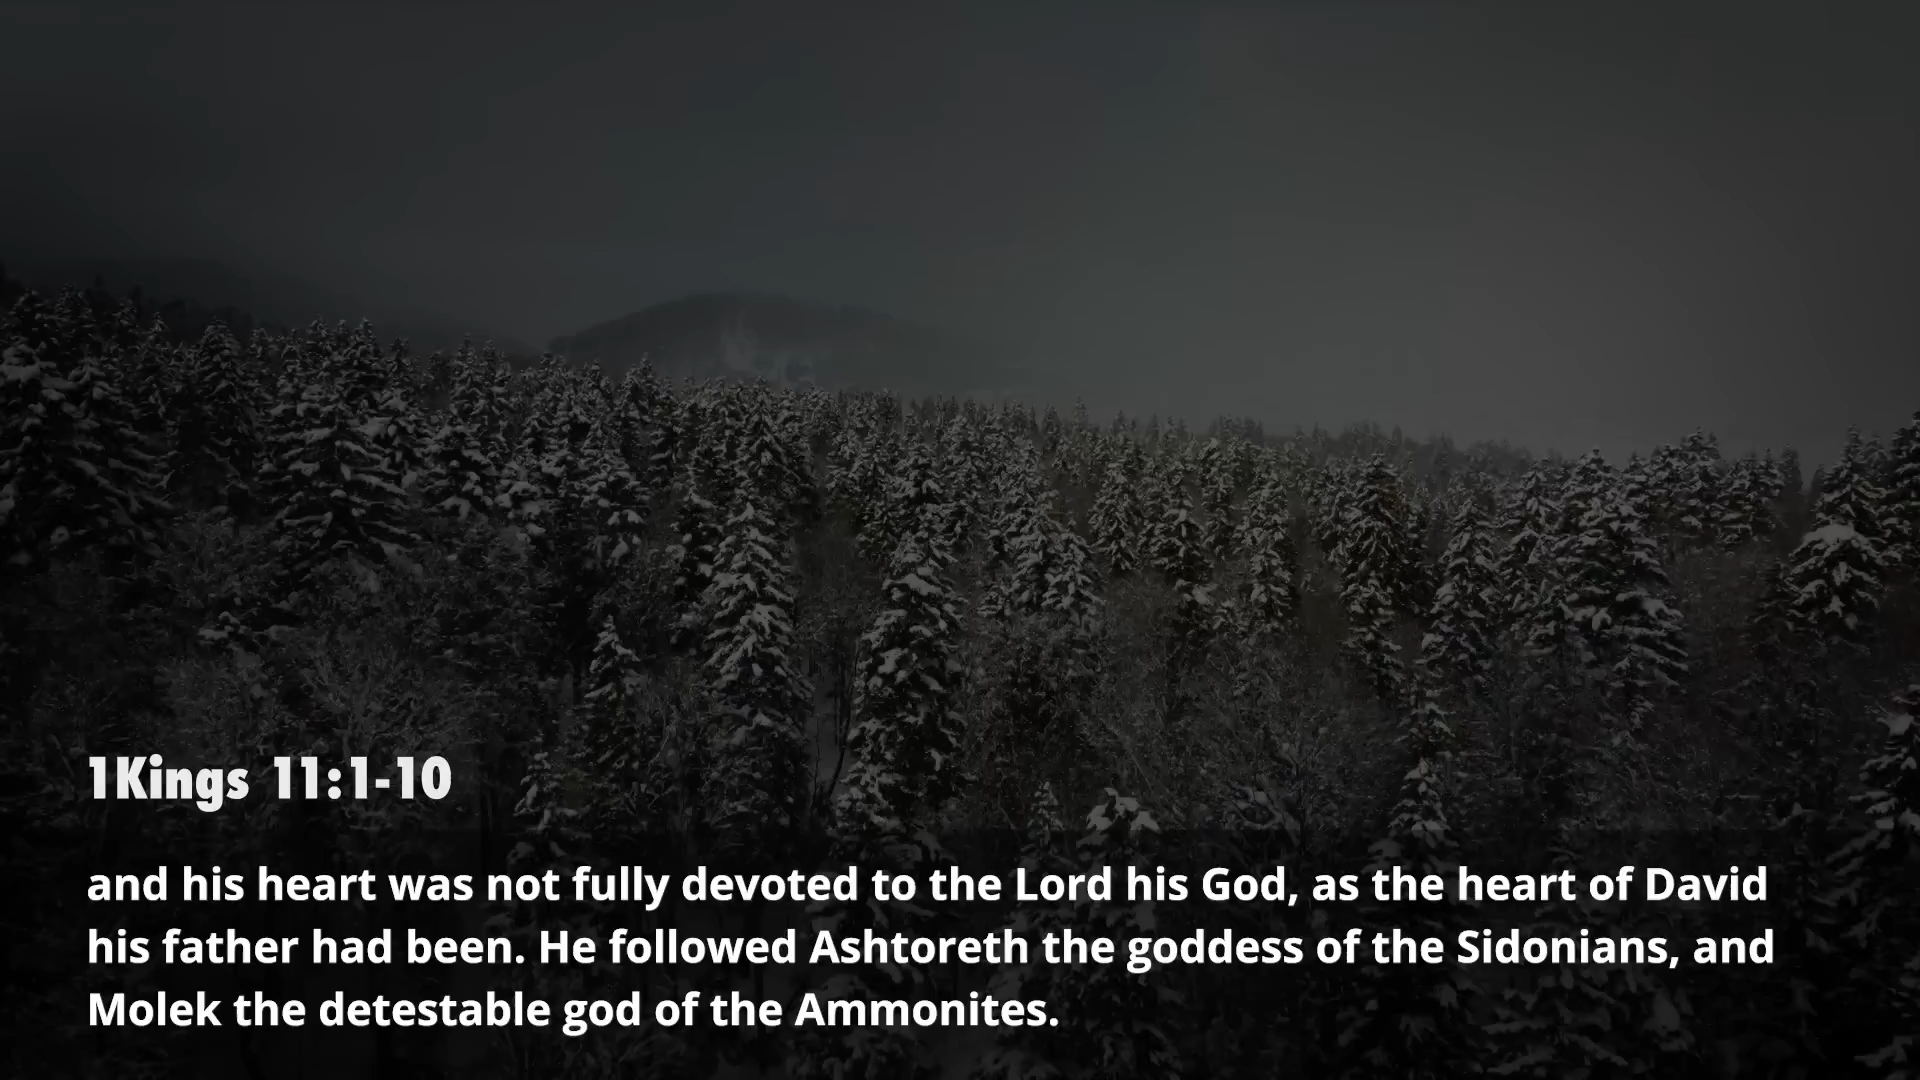 1Kings 11:1-10
and his heart was not fully devoted to the Lord his God, as the heart of David
his father had been. He followed Ashtoreth the goddess of the Sidonians, and
Molek the detestable god of the Ammonites.